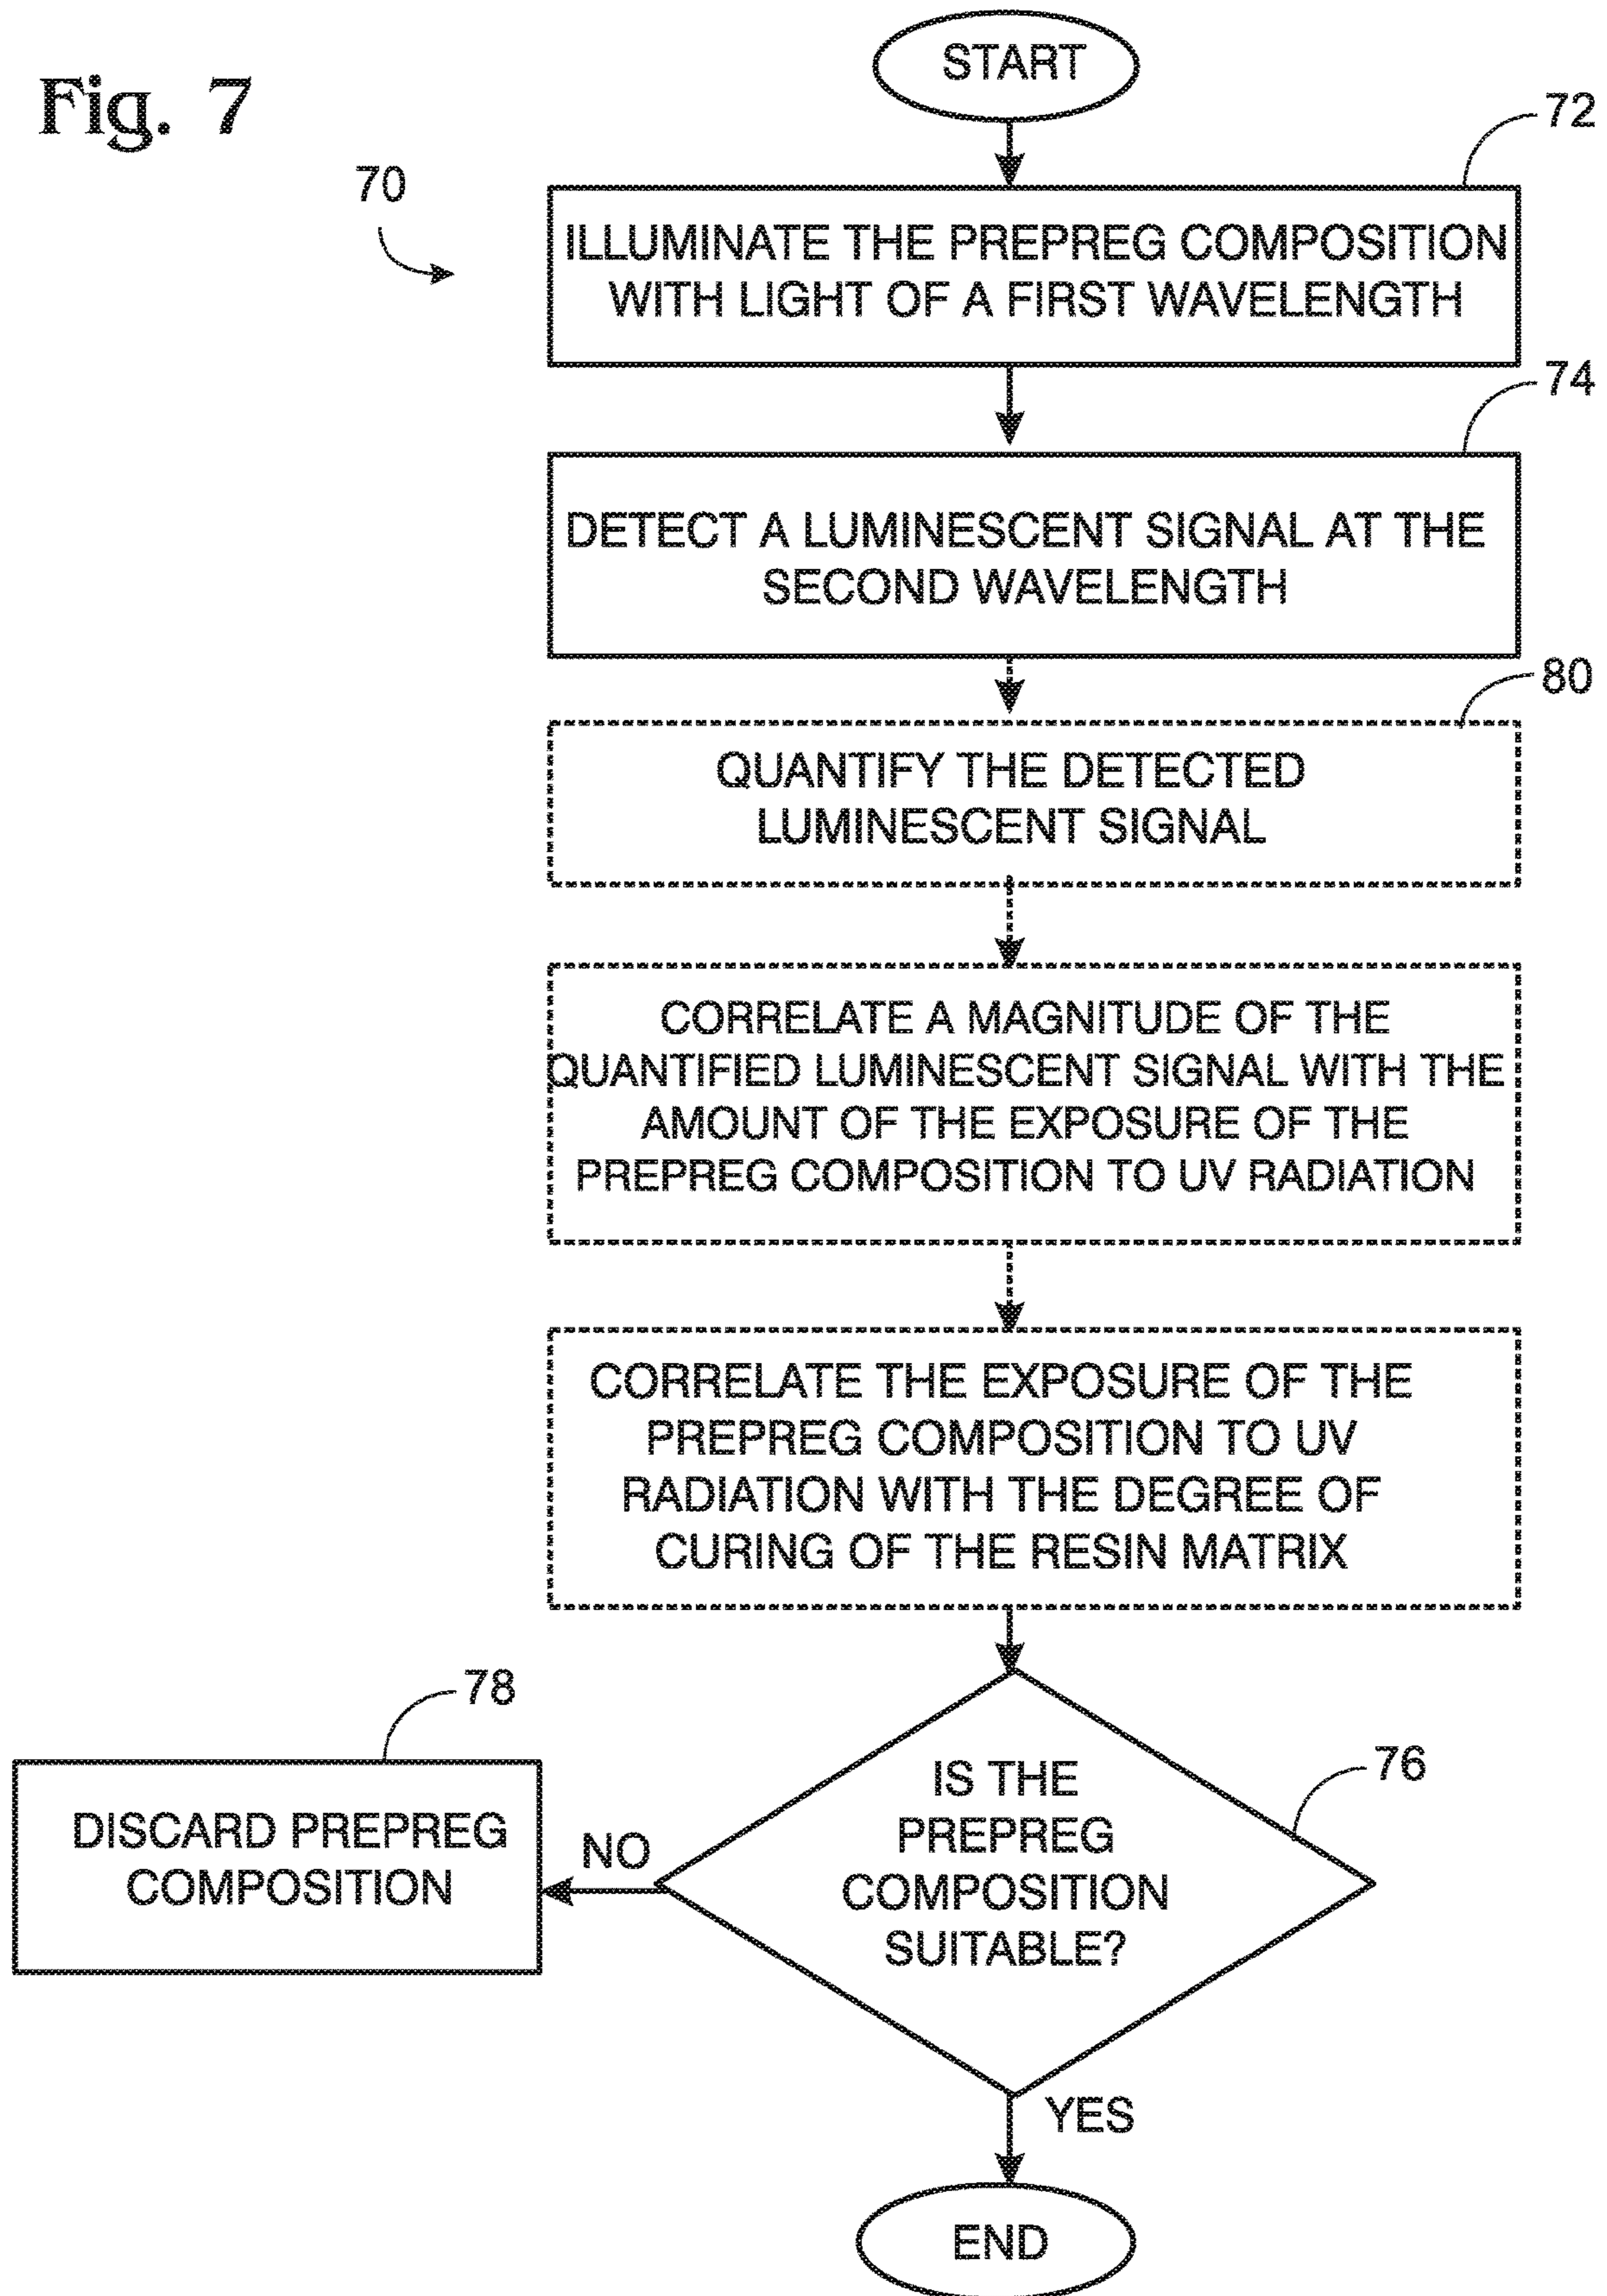 Fig. 7
START
72
70
ILLUMINATE THE PREPREG COMPOSITION
WITH LIGHT OF A FIRST WAVELENGTH
74
DETECT A LUMINESCENT SIGNAL AT THE
SECOND WAVELENGTH
80
QUANTIFY THE DETECTED
LUMINESCENT SIGNAL
CORRELATE A MAGNITUDE OF THE
QUANTIFIED LUMINESCENT SIGNAL WITH THE
AMOUNT OF THE EXPOSURE OF THE
PREPREG COMPOSITION TO UV RADIATION
CORRELATE THE EXPOSURE OF THE
PREPREG COMPOSITION TO UV
RADIATION WITH THE DEGREE OF
CURING OF THE RESIN MATRIX
78
76
IS THE
PREPREG
COMPOSITION
SUITABLE?
NO
DISCARD PREPREG
COMPOSITION
YES
END